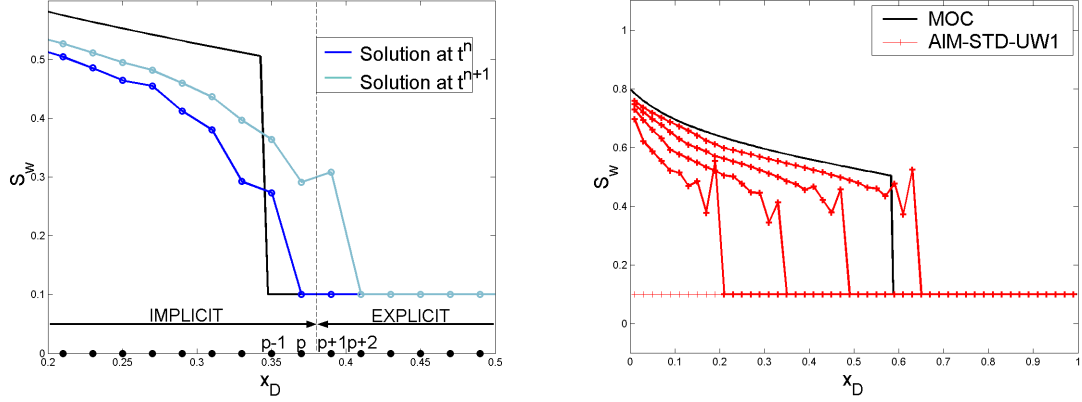 Solution at tⁿ
Solution at tⁿ⁺¹
S_w
0.5
0.4
0.3
0.2
0.1
0
IMPLICIT
EXPLICIT
p-1 p p+1 p+2
0.2 0.25 0.3 0.35 0.4 0.45 0.5
x_D
MOC
AIM-STD-UW1
S_w
1
0.8
0.6
0.4
0.2
0
0 0.1 0.2 0.3 0.4 0.5 0.6 0.7 0.8 0.9 1
x_D